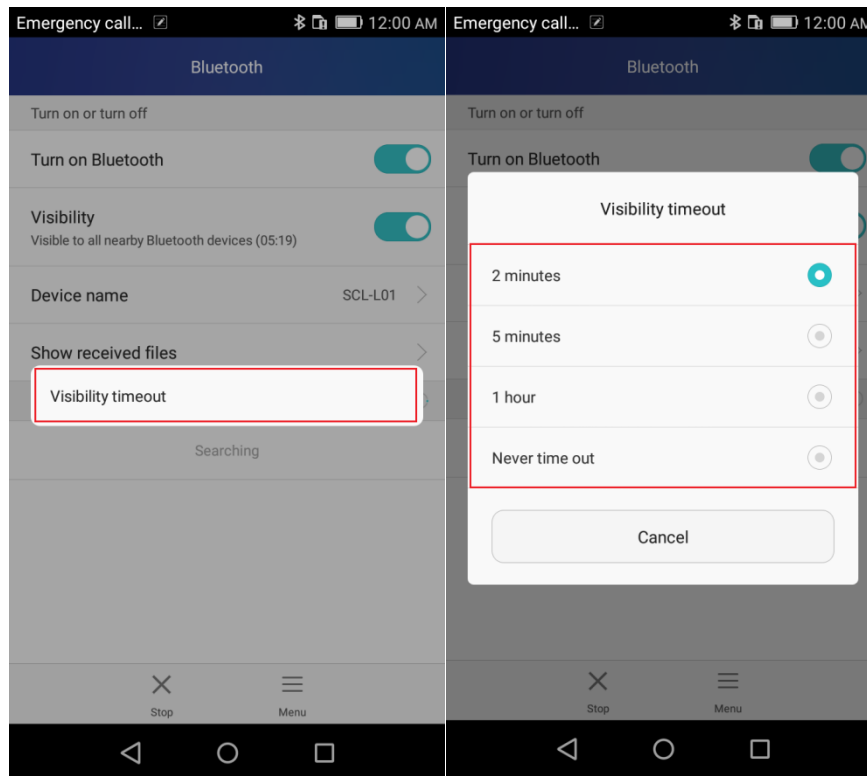 Emergency call... 12:00 AM
Bluetooth
Turn on or turn off
Turn on Bluetooth
Visibility
Visible to all nearby Bluetooth devices (05:19)
Device name SCL-L01
Show received files
Visibility timeout
Searching
Stop Menu
Emergency call... 12:00 AM
Bluetooth
Turn on or turn off
Turn on Bluetooth
Visibility timeout
2 minutes
5 minutes
1 hour
Never time out
Cancel
Stop Menu